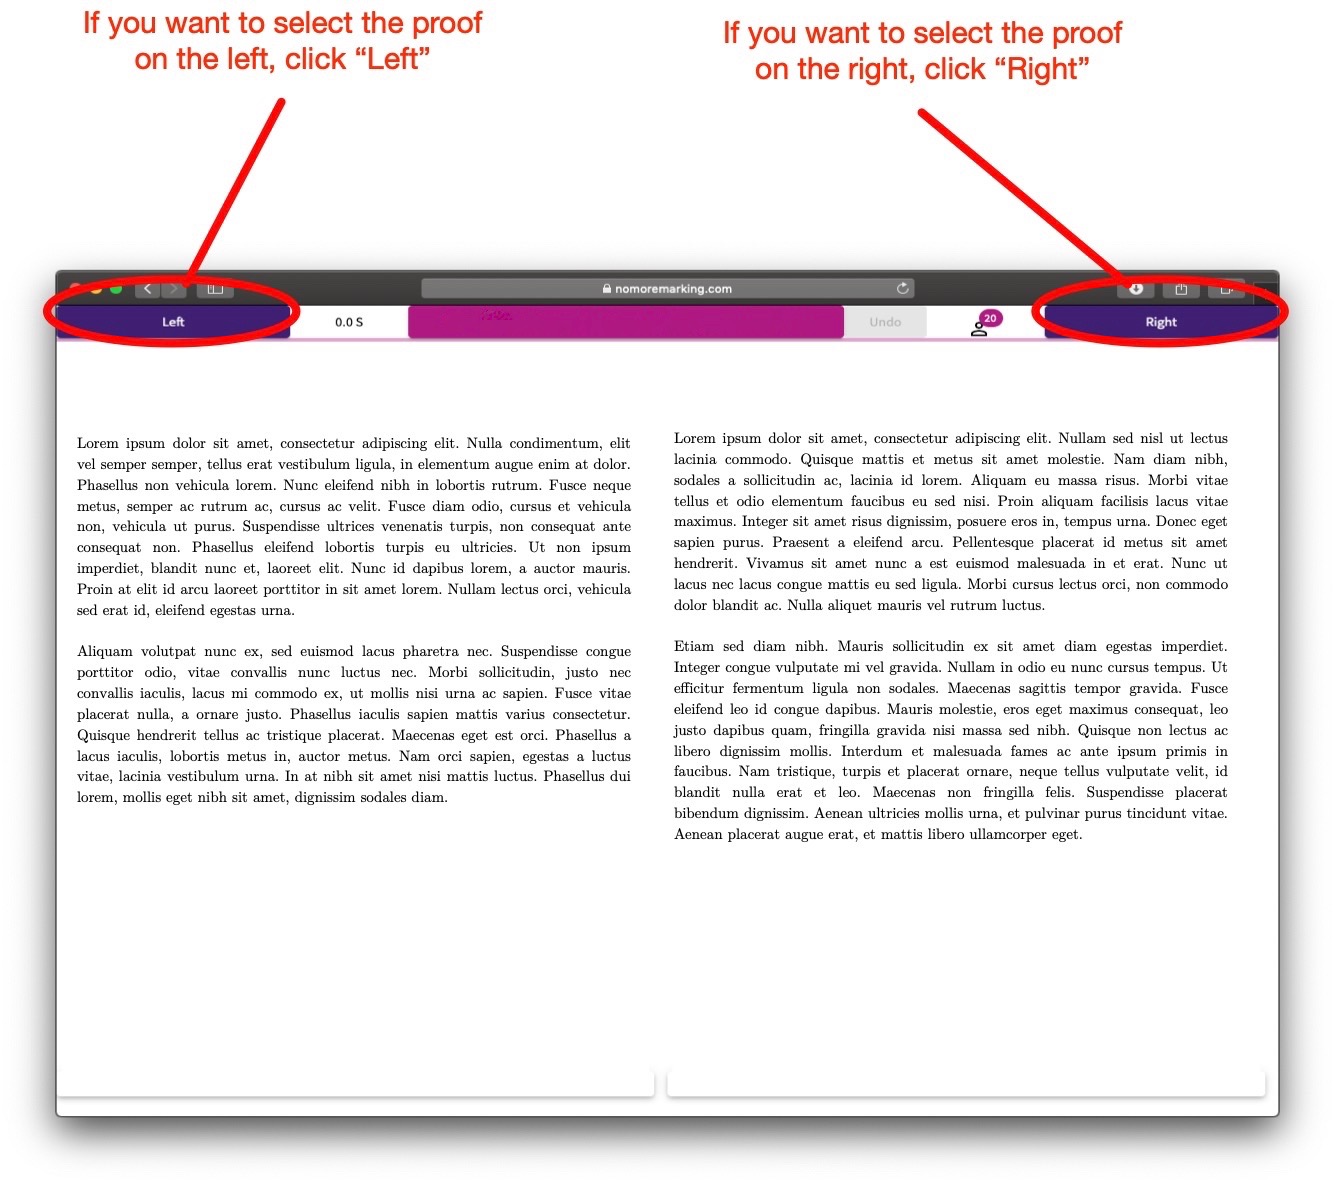 If you want to select the proof
on the left, click “Left”
If you want to select the proof
on the right, click “Right”
nomoremarking.com
Left
0.0 S
Undo
20
Right
Lorem ipsum dolor sit amet, consectetur adipiscing elit. Nulla condimentum, elit
vel semper semper, tellus erat vestibulum ligula, in elementum augue enim at dolor.
Phasellus non vehicula lorem. Nunc eleifend nibh in lobortis rutrum. Fusce neque
metus, semper ac rutrum ac, cursus ac velit. Fusce diam odio, cursus et vehicula
non, vehicula ut purus. Suspendisse ultrices venenatis turpis, non consequat ante
consequat non. Phasellus eleifend lobortis turpis eu ultricies. Ut non ipsum
imperdiet, blandit nunc et, laoreet elit. Nunc id dapibus lorem, a auctor mauris.
Proin at elit id arcu laoreet porttitor in sit amet lorem. Nullam lectus orci, vehicula
sed erat id, eleifend egestas urna.
Aliquam volutpat nunc ex, sed euismod lacus pharetra nec. Suspendisse congue
porttitor odio, vitae convallis nunc luctus nec. Morbi sollicitudin, justo nec
convallis iaculis, lacus mi commodo ex, ut mollis nisi urna ac sapien. Fusce vitae
placerat nulla, a ornare justo. Phasellus iaculis sapien mattis varius consectetur.
Quisque hendrerit tellus ac tristique placerat. Maecenas eget est orci. Phasellus a
lacus iaculis, lobortis metus in, auctor metus. Nam orci sapien, egestas a luctus
vitae, lacinia vestibulum urna. In at nibh sit amet nisi mattis luctus. Phasellus dui
lorem, mollis eget nibh sit amet, dignissim sodales diam.
Lorem ipsum dolor sit amet, consectetur adipiscing elit. Nullam sed nisl ut lectus
lacinia commodo. Quisque mattis et metus sit amet molestie. Nam diam nibh,
sodales a sollicitudin ac, lacinia id lorem. Aliquam eu massa risus. Morbi vitae
tellus et odio elementum faucibus eu sed nisi. Proin aliquam facilisis lacus vitae
maximus. Integer sit amet risus dignissim, posuere eros in, tempus urna. Donec eget
sapien purus. Praesent a eleifend arcu. Pellentesque placerat id metus sit amet
hendrerit. Vivamus sit amet nunc a est euismod malesuada in et erat. Nunc ut
lacus nec lacus congue mattis eu sed ligula. Morbi cursus lectus orci, non commodo
dolor blandit ac. Nulla aliquet mauris vel rutrum luctus.
Etiam sed diam nibh. Mauris sollicitudin ex sit amet diam egestas imperdiet.
Integer congue vulputate mi vel gravida. Nullam in odio eu nunc cursus tempus. Ut
efficitur fermentum ligula non sodales. Maecenas sagittis tempor gravida. Fusce
eleifend leo id congue dapibus. Mauris molestie, eros eget maximus consequat, leo
justo dapibus quam, fringilla gravida nisi massa sed nibh. Quisque non lectus ac
libero dignissim mollis. Interdum et malesuada fames ac ante ipsum primis in
faucibus. Nam tristique, turpis et placerat ornare, neque tellus vulputate velit, id
blandit nulla erat et leo. Maecenas non fringilla felis. Suspendisse placerat
bibendum dignissim. Aenean ultricies mollis urna, et pulvinar purus tincidunt vitae.
Aenean placerat augue erat, et mattis libero ullamcorper eget.